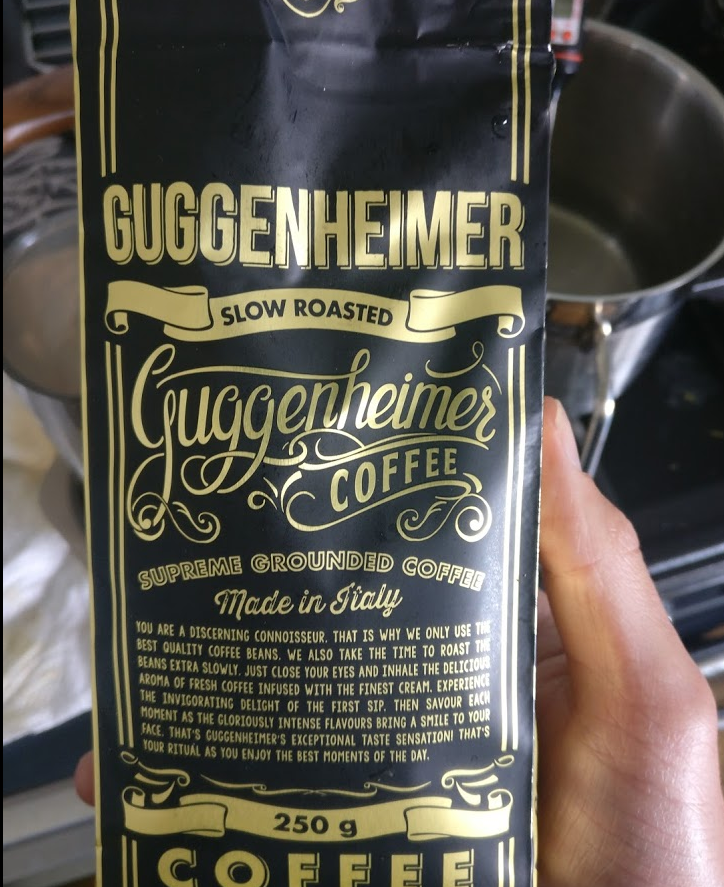 GUGGENHEIMER
SLOW ROASTED
Guggenheimer
COFFEE
SUPREME GROUNDED COFFEE
Made in Italy
YOU ARE A DISCERNING CONNOISSEUR. THAT IS WHY WE ONLY USE THE
BEST QUALITY COFFEE BEANS. WE ALSO TAKE THE TIME TO ROAST THE
BEANS EXTRA SLOWLY. JUST CLOSE YOUR EYES AND INHALE THE DELICIOUS
AROMA OF FRESH COFFEE INFUSED WITH THE FINEST CREAM. EXPERIENCE
THE INVIGORATING DELIGHT OF THE FIRST SIP. THEN SAVOUR EACH
MOMENT AS THE GLORIOUSLY INTENSE FLAVOURS BRING A SMILE TO YOUR
FACE. THAT'S GUGGENHEIMER'S EXCEPTIONAL TASTE SENSATION! THAT'S
YOUR RITUAL AS YOU ENJOY THE BEST MOMENTS OF THE DAY.
250 g
COFFEE